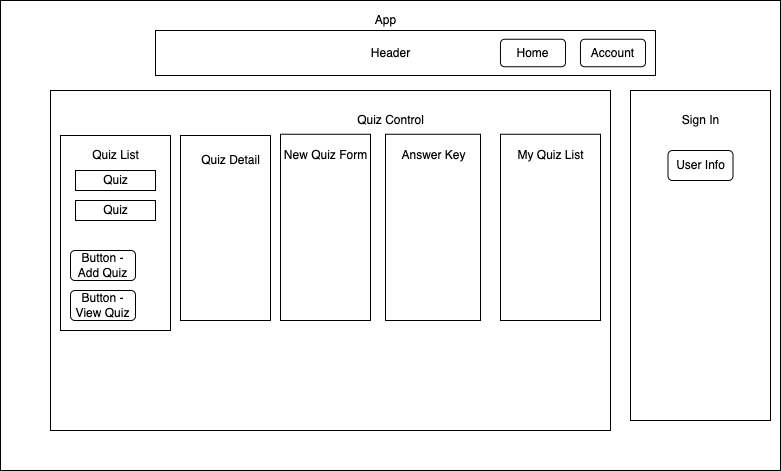 App
Header
Home
Account
Quiz Control
Sign In
Quiz List
Quiz
Quiz
Button -
Add Quiz
Button -
View Quiz
Quiz Detail
New Quiz Form
Answer Key
My Quiz List
User Info